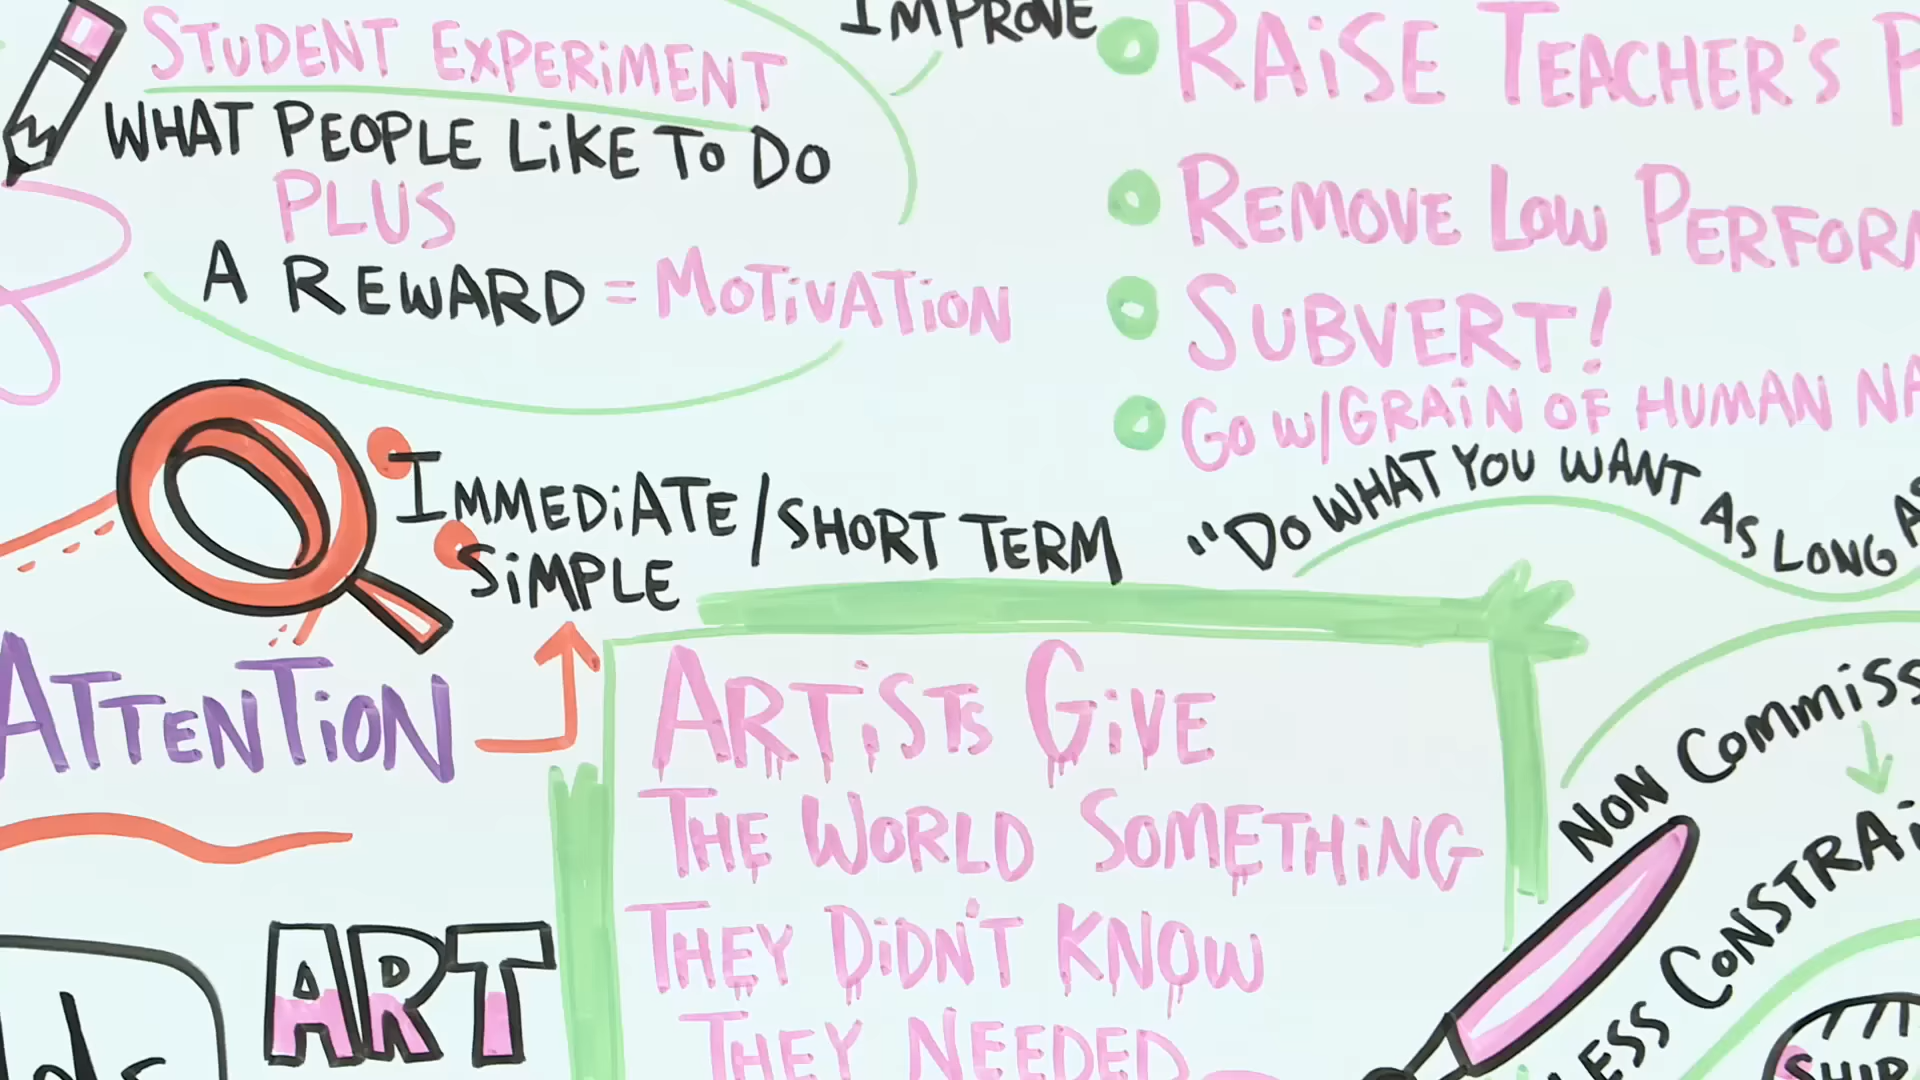 STUDENT EXPERIMENT
WHAT PEOPLE LIKE TO DO
PLUS
A REWARD = MOTIVATION
IMPROVE
RAISE TEACHER'S
REMOVE LOW
SUBVERT!
GO W/GRAIN OF HUMAN
"DO WHAT YOU WANT AS LONG
IMMEDIATE/SHORT TERM
SIMPLE
ATTENTION
ARTISTS GIVE
THE WORLD SOMETHING
THEY DIDN'T KNOW
THEY NEEDED
ART
NON
LESS
SHIP